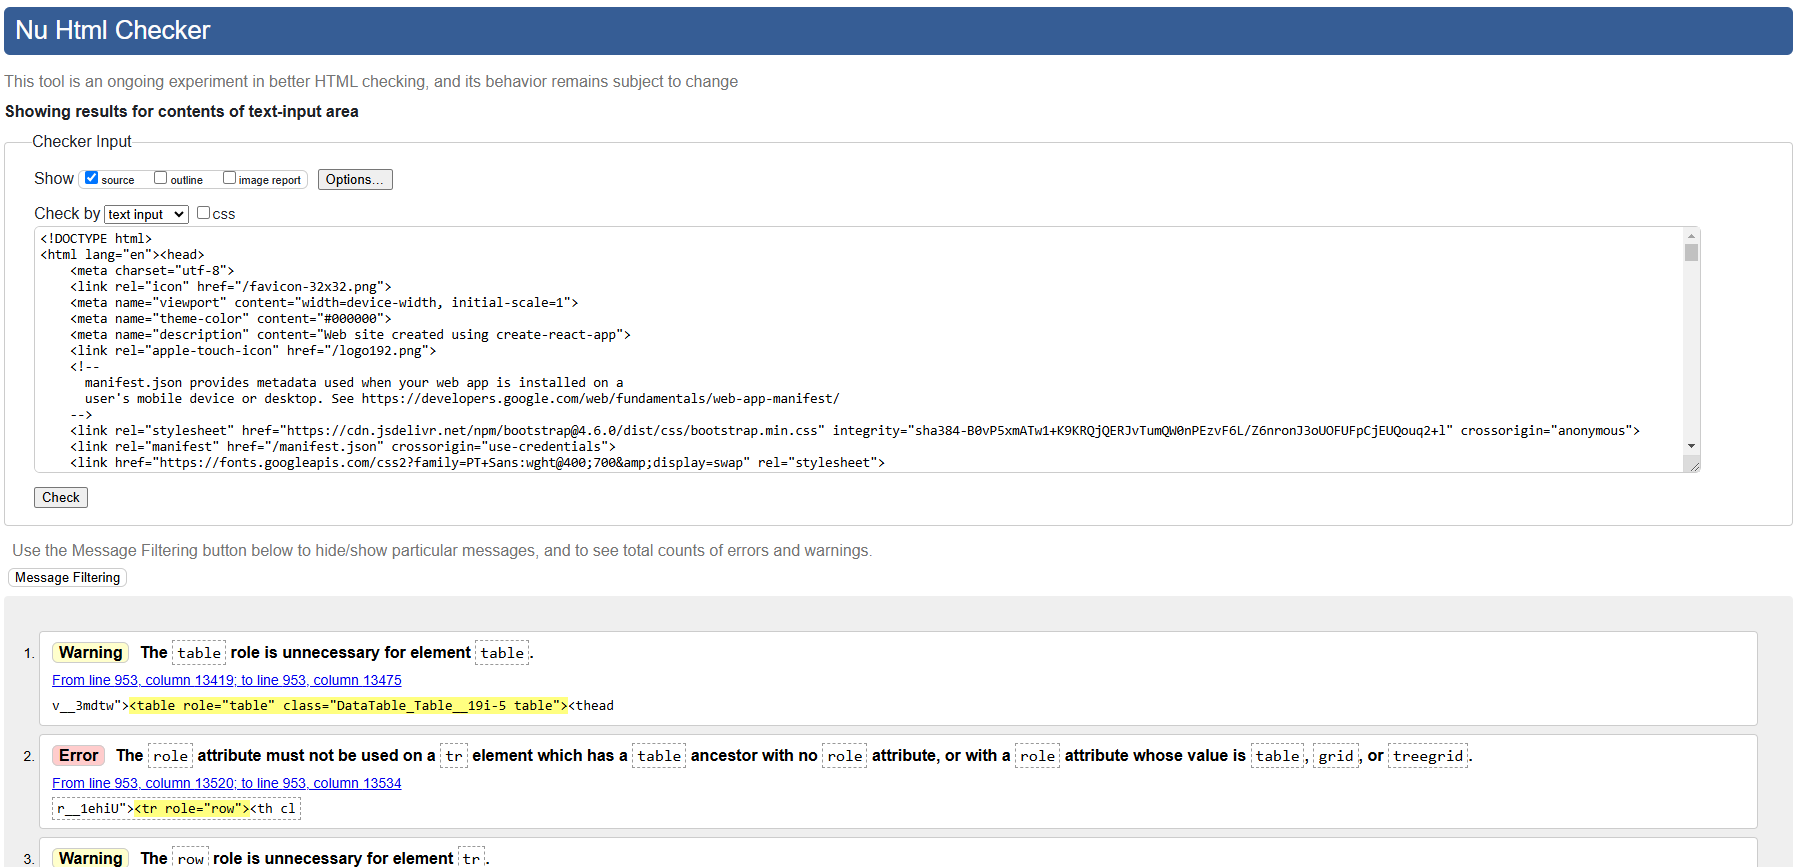 Nu Html Checker
This tool is an ongoing experiment in better HTML checking, and its behavior remains subject to change
Showing results for contents of text-input area
Checker Input
Show source outline image report Options...
Check by text input css
<!DOCTYPE html>
<html lang="en"><head>
<meta charset="utf-8">
<link rel="icon" href="/favicon-32x32.png">
<meta name="viewport" content="width=device-width, initial-scale=1">
<meta name="theme-color" content="#000000">
<meta name="description" content="Web site created using create-react-app">
<link rel="apple-touch-icon" href="/logo192.png">
<!--
manifest.json provides metadata used when your web app is installed on a
user's mobile device or desktop. See https://developers.google.com/web/fundamentals/web-app-manifest/
-->
<link rel="stylesheet" href="https://cdn.jsdelivr.net/npm/bootstrap@4.6.0/dist/css/bootstrap.min.css" integrity="sha384-B0vP5xmATw1+K9KRQjQERJvTumQW0nPEzvF6L/Z6nronJ3oUOFUFpCjEUQouq2+l" crossorigin="anonymous">
<link rel="manifest" href="/manifest.json" crossorigin="use-credentials">
<link href="https://fonts.googleapis.com/css2?family=PT+Sans:wght@400;700&amp;display=swap" rel="stylesheet">
Check
Use the Message Filtering button below to hide/show particular messages, and to see total counts of errors and warnings.
Message Filtering
1. Warning The table role is unnecessary for element table.
From line 953, column 13419; to line 953, column 13475
v__3mdtw"><table role="table" class="DataTable_Table__19i-5 table"><thead
2. Error The role attribute must not be used on a tr element which has a table ancestor with no role attribute, or with a role attribute whose value is table, grid, or treegrid.
From line 953, column 13520; to line 953, column 13534
r__1ehiU"><tr role="row"><th cl
3. Warning The row role is unnecessary for element tr.